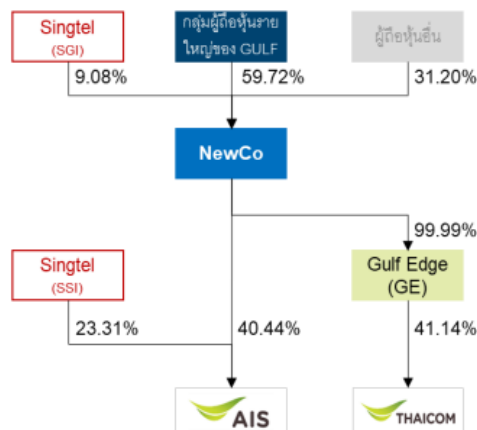 Singtel
(SGI)
กลุ่มผู้ถือหุ้นราย
ใหญ่ของ GULF
ผู้ถือหุ้นอื่น
9.08%
59.72%
31.20%
NewCo
99.99%
Singtel
(SSI)
Gulf Edge
(GE)
23.31%
40.44%
41.14%
AIS
THAICOM